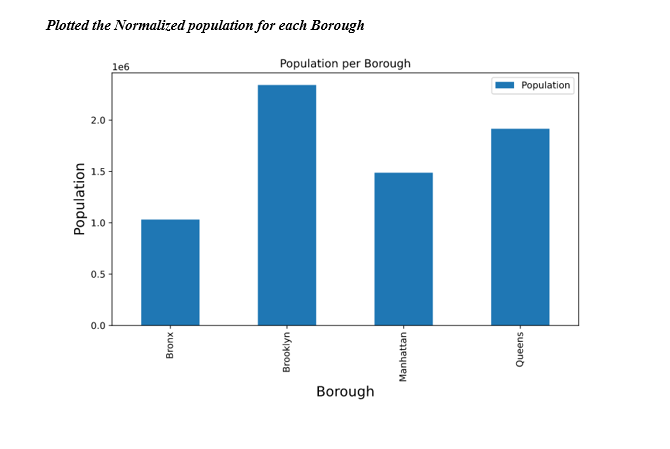 Plotted the Normalized population for each Borough
Population per Borough
1e6
Population
2.0
1.5
1.0
0.5
0.0
Population
Bronx
Brooklyn
Manhattan
Queens
Borough